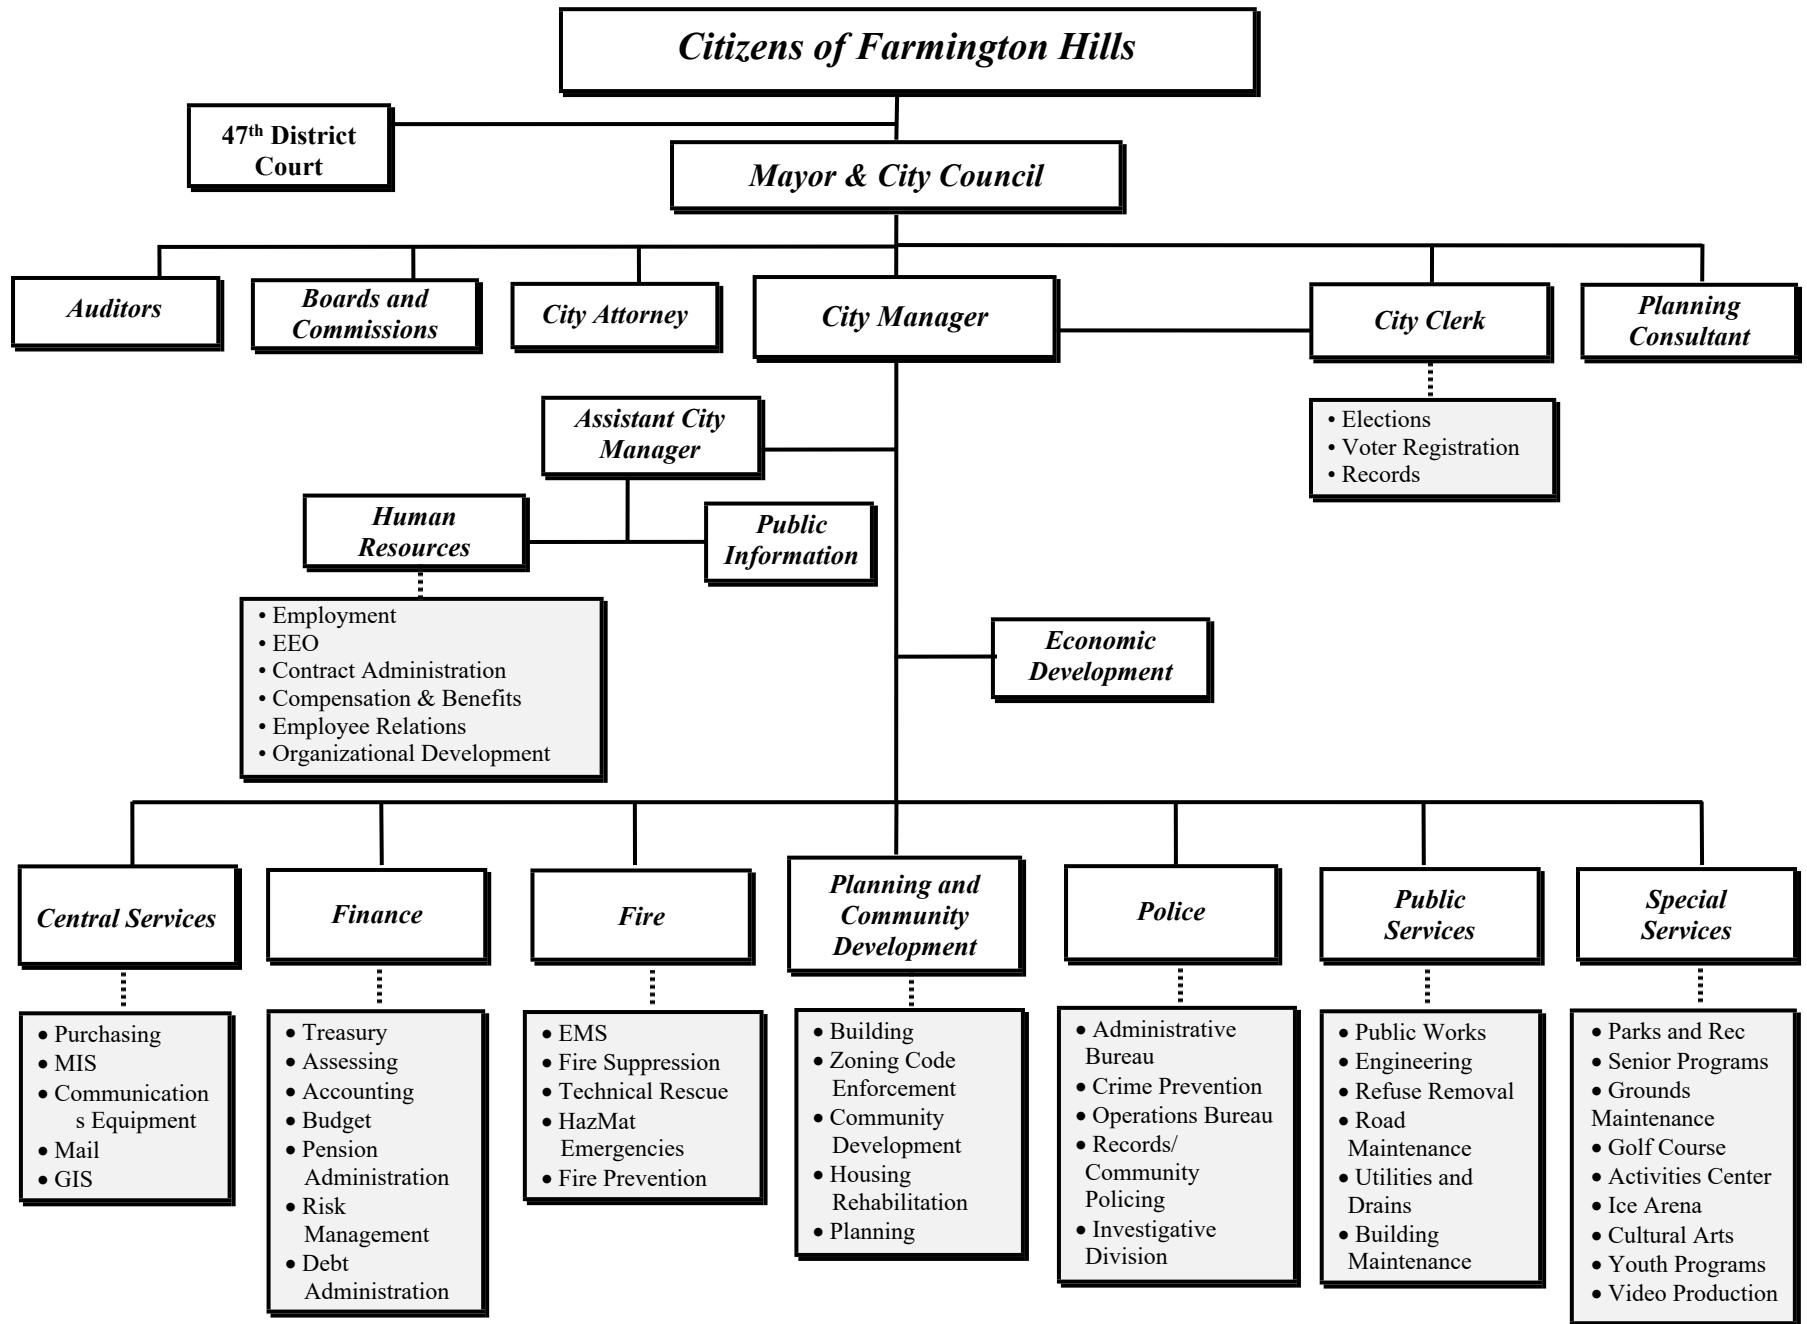 Citizens of Farmington Hills
47th District
Court
Mayor & City Council
Auditors
Boards and
Commissions
City Attorney
City Manager
City Clerk
Planning
Consultant
Assistant City
Manager
• Elections
• Voter Registration
• Records
Human
Resources
Public
Information
• Employment
• EEO
• Contract Administration
• Compensation & Benefits
• Employee Relations
• Organizational Development
Economic
Development
Central Services
Finance
Fire
Planning and
Community
Development
Police
Public
Services
Special
Services
• Purchasing
• MIS
• Communication
s Equipment
• Mail
• GIS
• Treasury
• Assessing
• Accounting
• Budget
• Pension
Administration
• Risk
Management
• Debt
Administration
• EMS
• Fire Suppression
• Technical Rescue
• HazMat
Emergencies
• Fire Prevention
• Building
• Zoning Code
Enforcement
• Community
Development
• Housing
Rehabilitation
• Planning
• Administrative
Bureau
• Crime Prevention
• Operations Bureau
• Records/
Community
Policing
• Investigative
Division
• Public Works
• Engineering
• Refuse Removal
• Road
Maintenance
• Utilities and
Drains
• Building
Maintenance
• Parks and Rec
• Senior Programs
• Grounds
Maintenance
• Golf Course
• Activities Center
• Ice Arena
• Cultural Arts
• Youth Programs
• Video Production